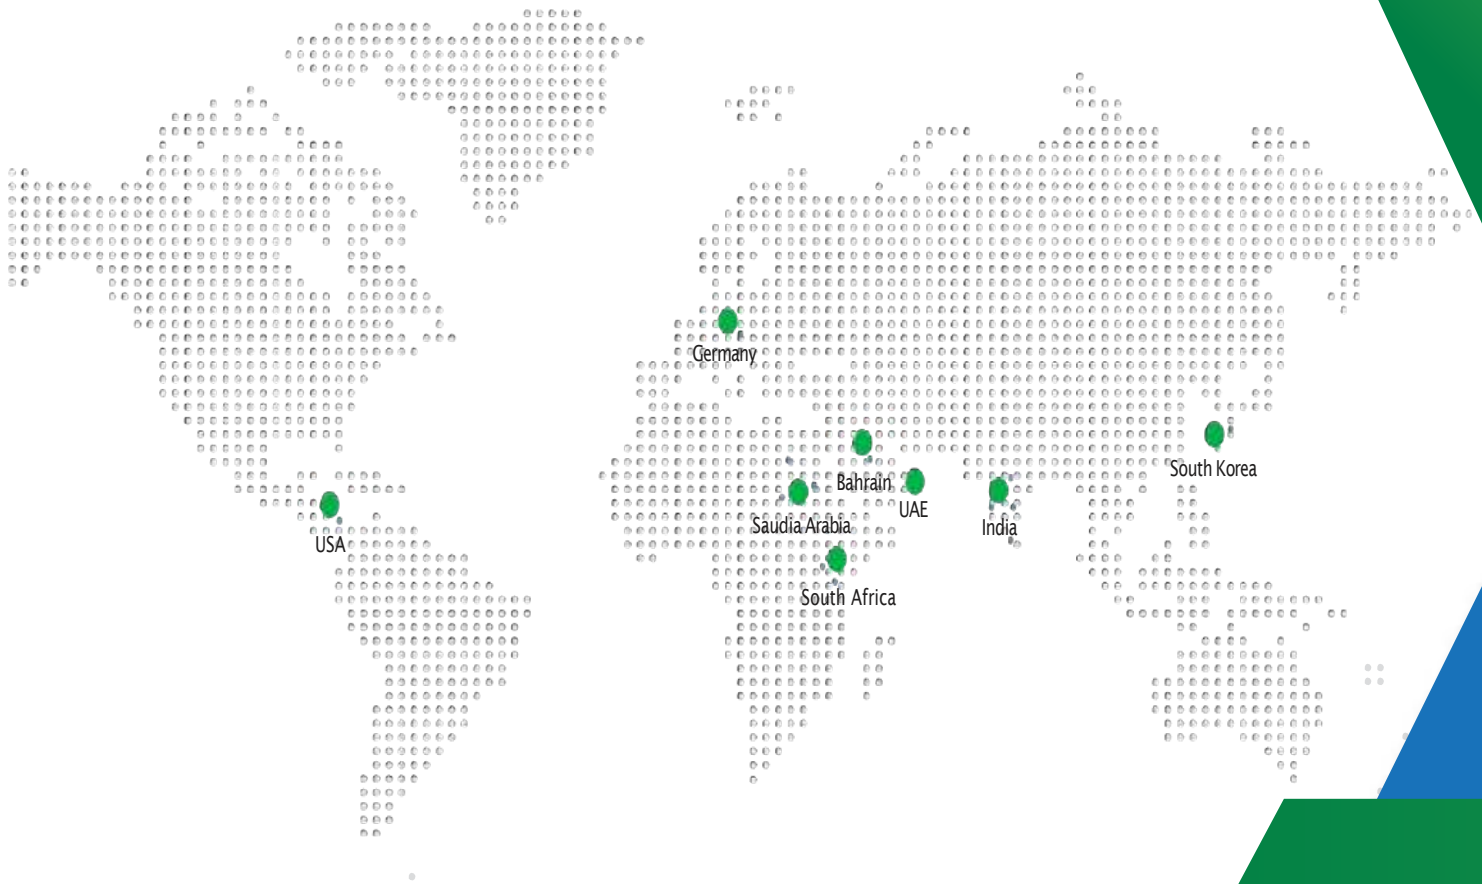 Germany
South Korea
Bahrain
UAE
Saudia Arabia
India
USA
South Africa